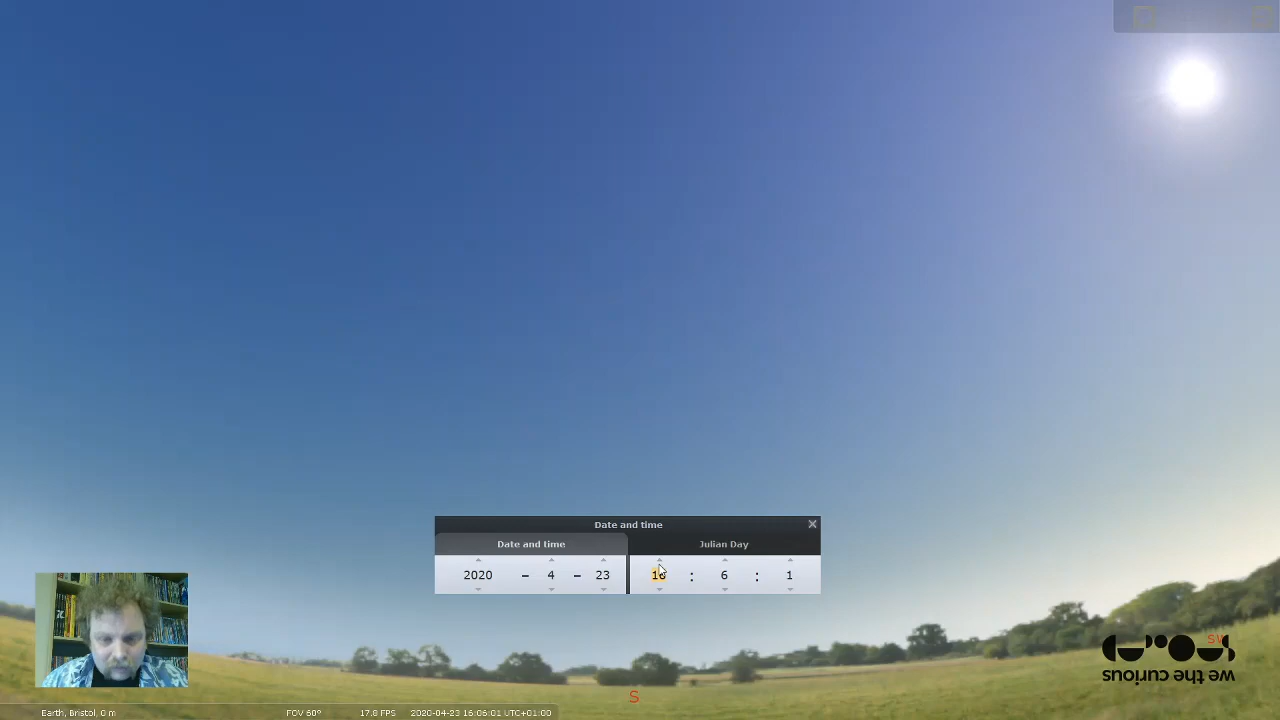 Date and time
Date and time
Julian Day
2020 - 4 - 23
16 : 6 : 1
SW
we the curious
S
Earth, Bristol, 0 m
FOV 60°
17.8 FPS
2020-04-23 16:06:01 UTC+01:00